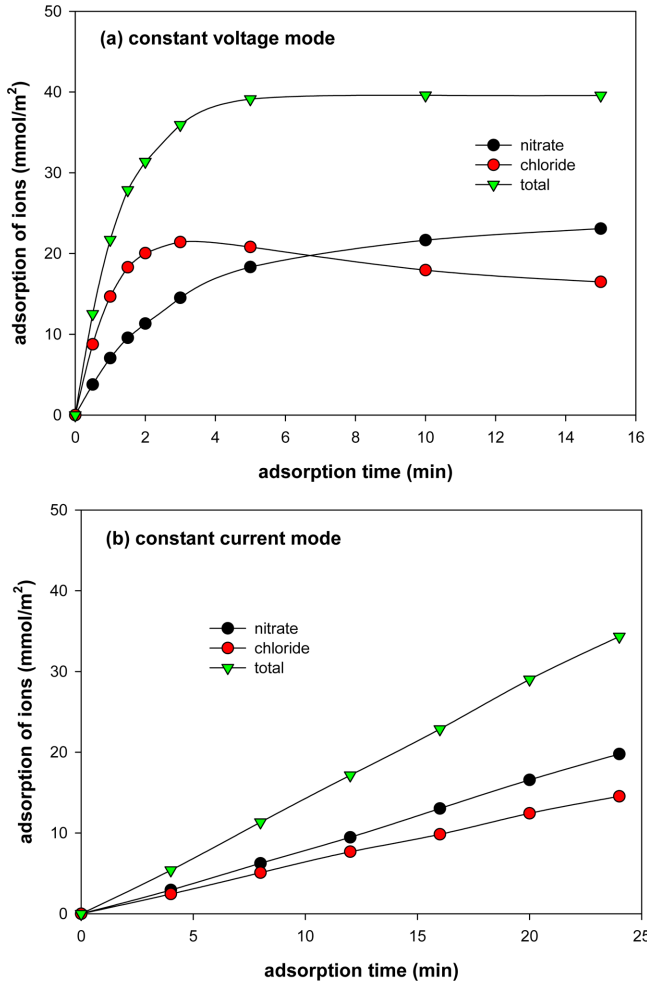 50
(a) constant voltage mode
40
30
nitrate
chloride
total
20
10
0
adsorption of ions (mmol/m²)
0 2 4 6 8 10 12 14 16
adsorption time (min)
50
(b) constant current mode
40
30
nitrate
chloride
total
20
10
0
adsorption of ions (mmol/m²)
0 5 10 15 20 25
adsorption time (min)